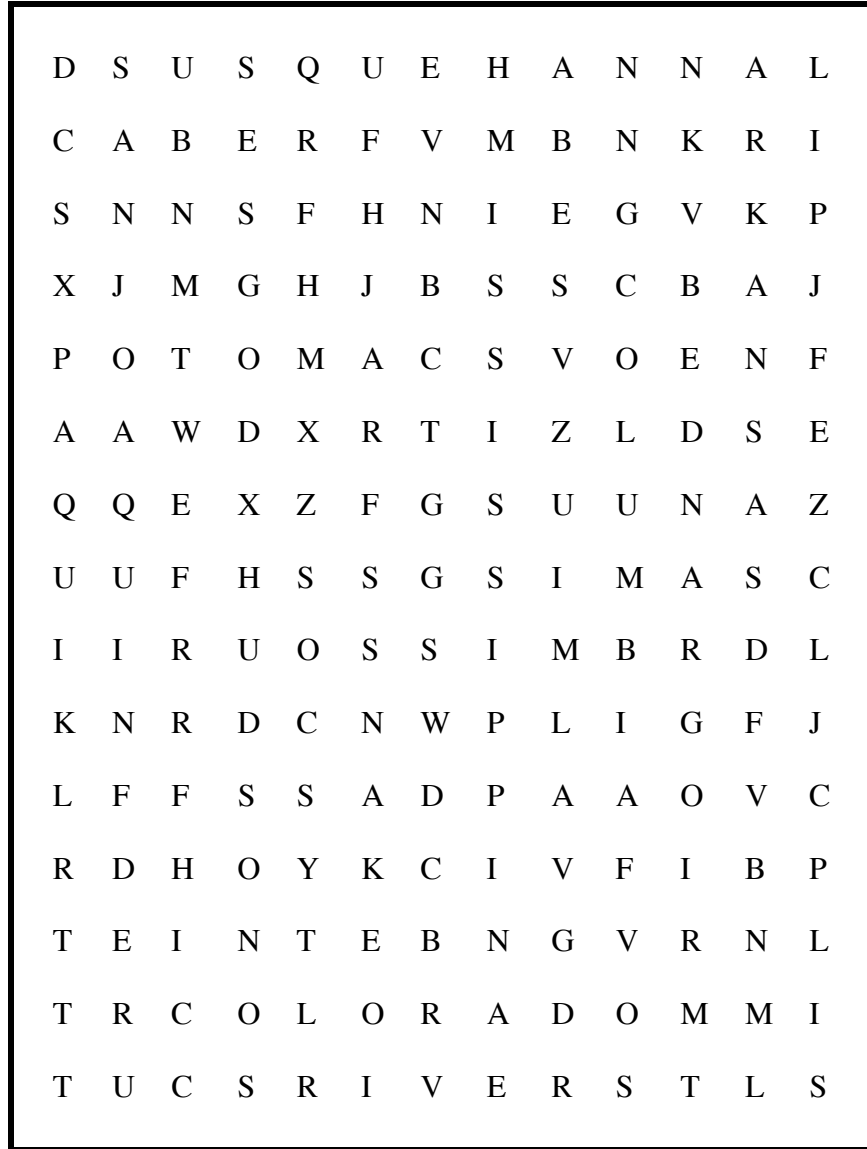 D S U S Q U E H A N N A L
C A B E R F V M B N K R I
S N N S F H N I E G V K P
X J M G H J B S S C B A J
P O T O M A C S V O E N F
A A W D X R T I Z L D S E
Q Q E X Z F G S U U N A Z
U U F H S S G S I M A S C
I I R U O S S I M B R D L
K N R D C N W P L I G F J
L F F S S A D P A A O V C
R D H O Y K C I V F I B P
T E I N T E B N G V R N L
T R C O L O R A D O M M I
T U C S R I V E R S T L S